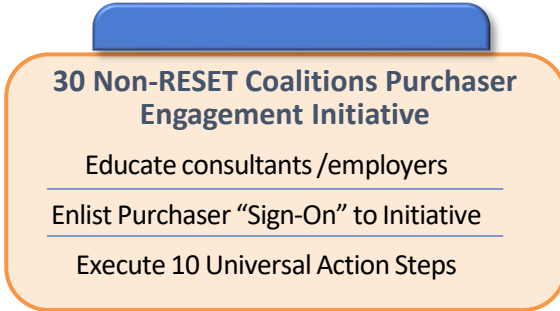 30 Non-RESET Coalitions Purchaser
Engagement Initiative
Educate consultants /employers
Enlist Purchaser “Sign-On” to Initiative
Execute 10 Universal Action Steps